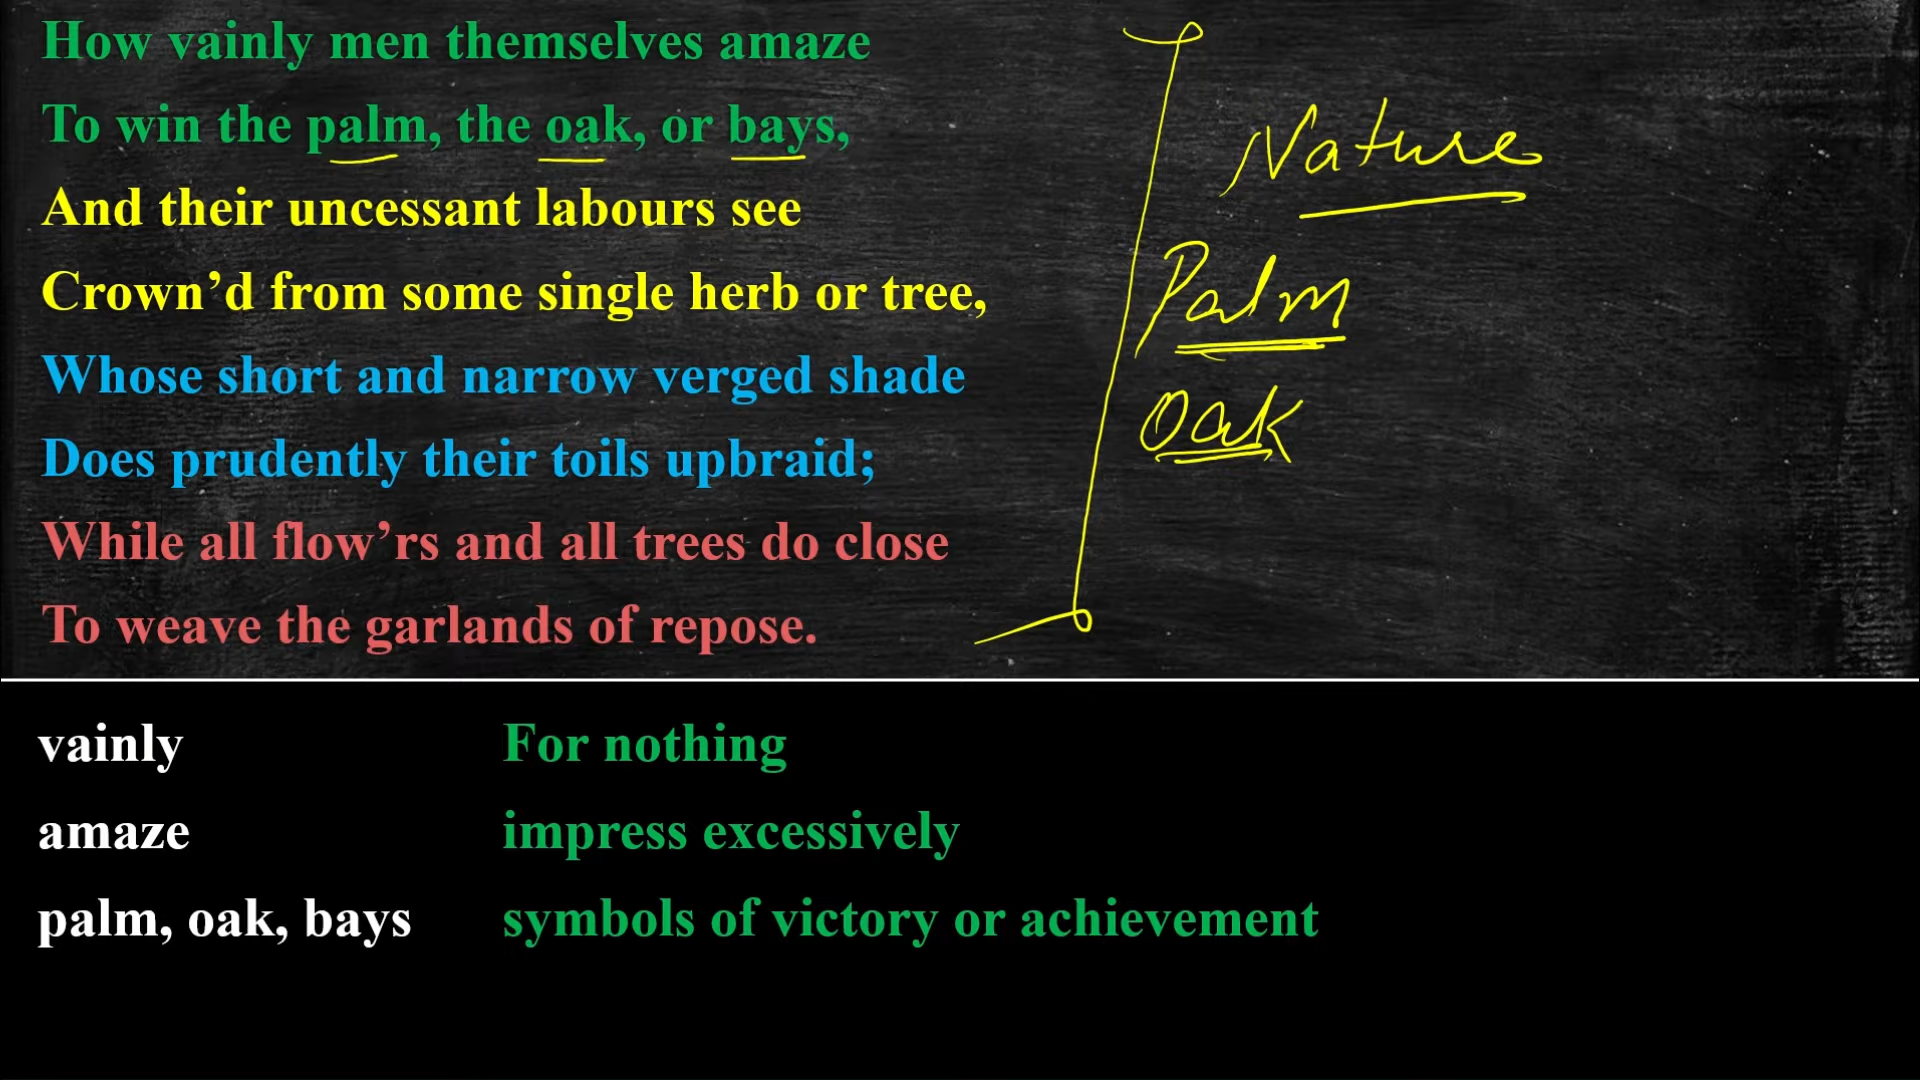 How vainly men themselves amaze
To win the palm, the oak, or bays,
And their uncessant labours see
Crown’d from some single herb or tree,
Whose short and narrow verged shade
Does prudently their toils upbraid;
While all flow’rs and all trees do close
To weave the garlands of repose.
Nature
Palm
Oak
vainly For nothing
amaze impress excessively
palm, oak, bays symbols of victory or achievement